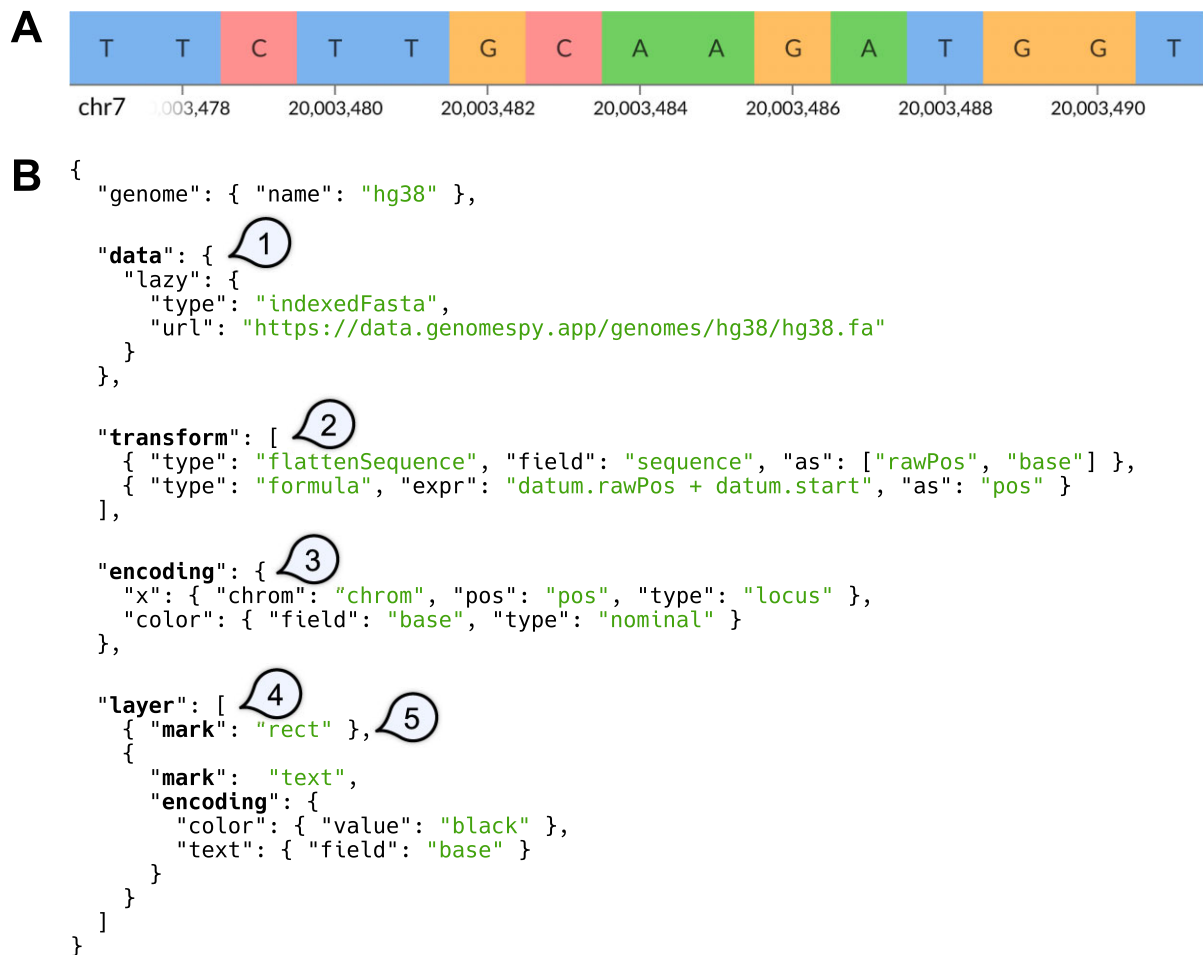 A
T T C T T G C A A G A T G G T
chr7 003,478 20,003,480 20,003,482 20,003,484 20,003,486 20,003,488 20,003,490
B
{
"genome": { "name": "hg38" },
"data": { 1
"lazy": {
"type": "indexedFasta",
"url": "https://data.genomespy.app/genomes/hg38/hg38.fa"
}
},
"transform": [ 2
{ "type": "flattenSequence", "field": "sequence", "as": ["rawPos", "base"] },
{ "type": "formula", "expr": "datum.rawPos + datum.start", "as": "pos" }
],
"encoding": { 3
"x": { "chrom": “chrom", "pos": "pos", "type": "locus" },
"color": { "field": "base", "type": "nominal" }
},
"layer": [ 4
{ "mark": “rect" }, 5
{
"mark": "text",
"encoding": {
"color": { "value": "black" },
"text": { "field": "base" }
}
}
]
}